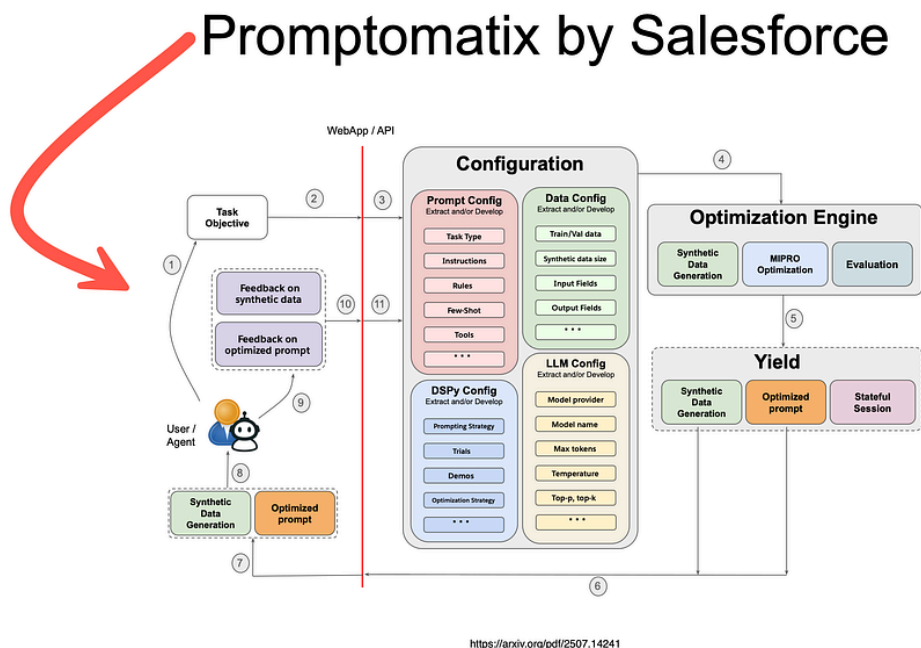 Promptomatix by Salesforce
WebApp / API
Configuration
Prompt Config
Extract and/or Develop
Task Type
Instructions
Rules
Few-Shot
Tools
• • •
Data Config
Extract and/or Develop
Train/Val data
Synthetic data size
Input Fields
Output Fields
• • •
DSPy Config
Extract and/or Develop
Prompting Strategy
Trials
Demos
Optimization Strategy
• • •
LLM Config
Extract and/or Develop
Model provider
Model name
Max tokens
Temperature
Top-p, top-k
• • •
Task
Objective
1
2
3
4
Optimization Engine
Synthetic
Data
Generation
MIPRO
Optimization
Evaluation
5
Yield
Synthetic
Data
Generation
Optimized
prompt
Stateful
Session
6
7
Synthetic
Data
Generation
Optimized
prompt
8
User /
Agent
9
Feedback on
synthetic data
Feedback on
optimized prompt
10
11
https://arxiv.org/pdf/2507.14241